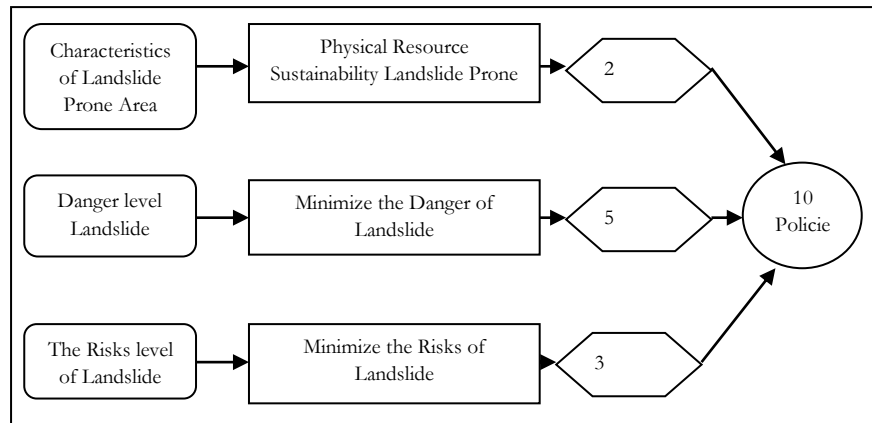 Characteristics
of Landslide
Prone Area
Physical Resource
Sustainability Landslide Prone
2
Danger level
Landslide
Minimize the Danger of
Landslide
5
10
Policie
The Risks level
of Landslide
Minimize the Risks of
Landslide
3